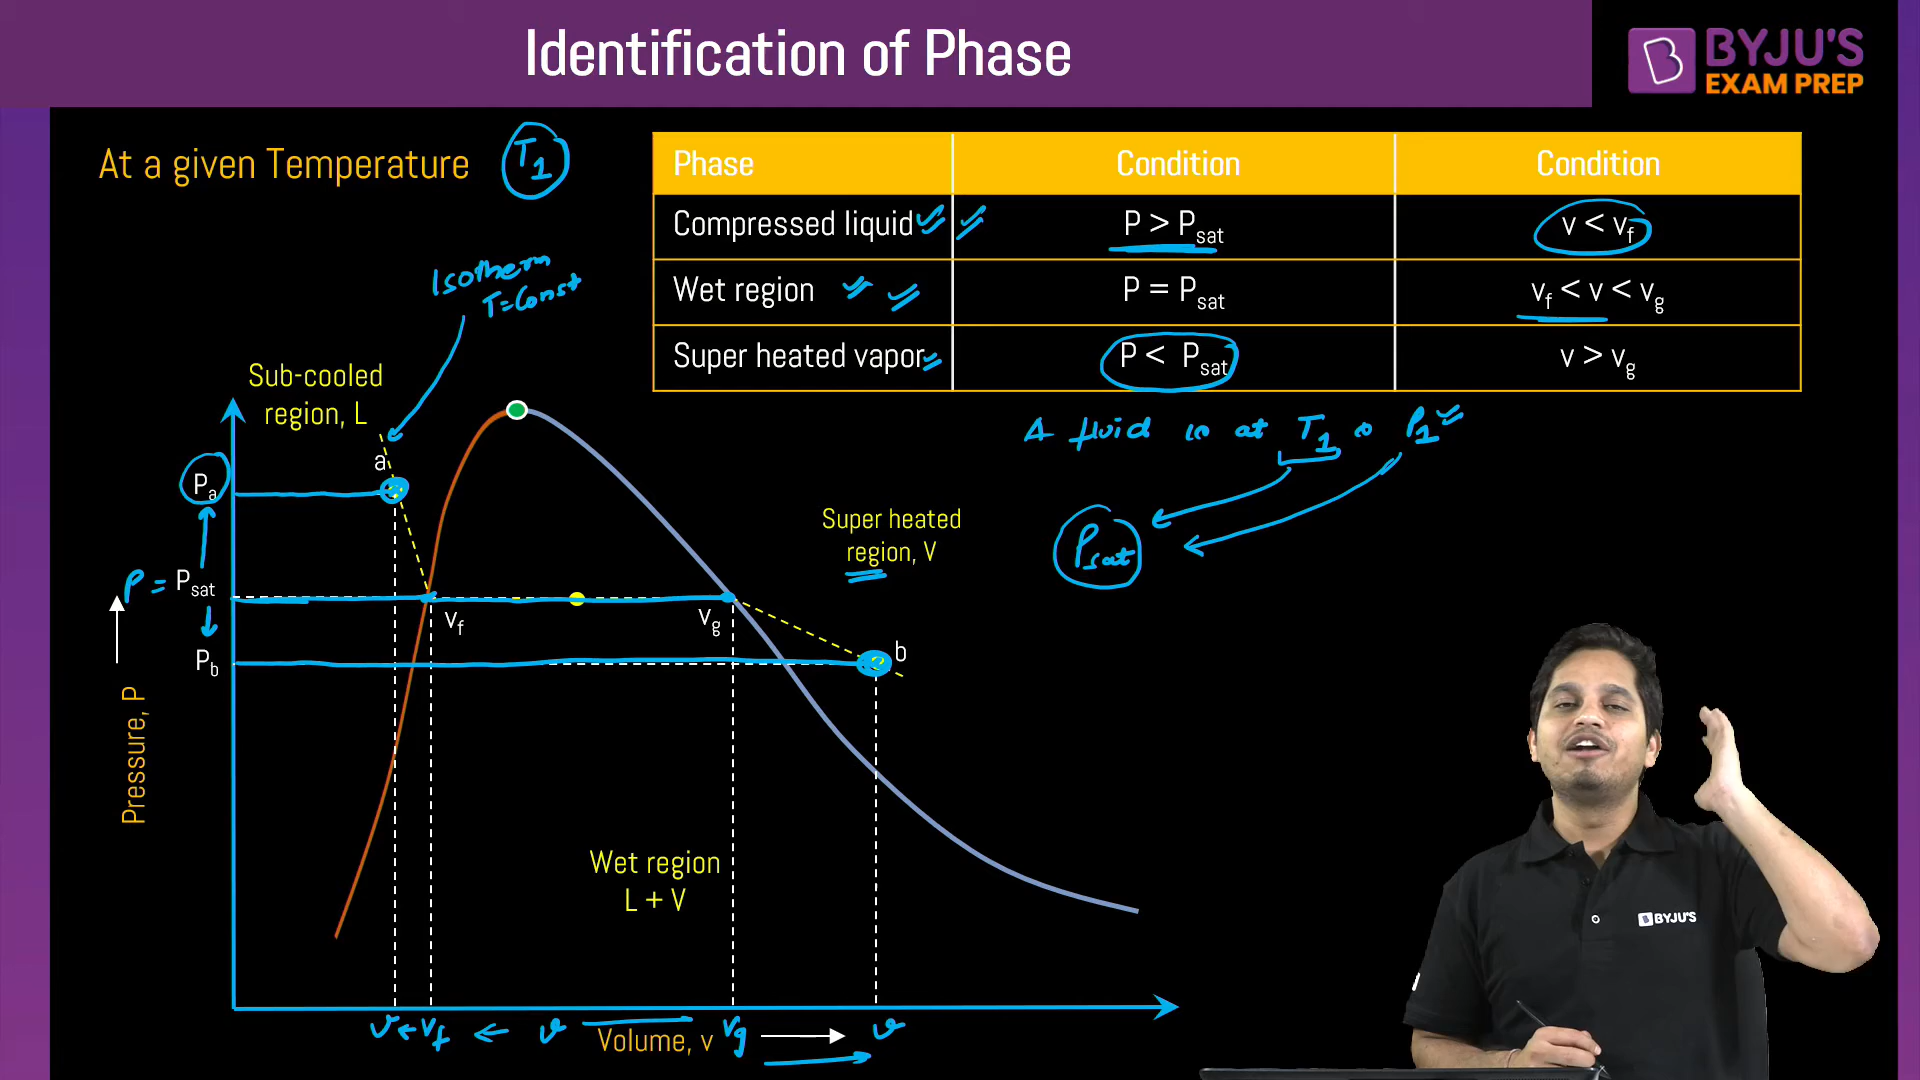 Identification of Phase
BYJU'S
EXAM PREP
At a given Temperature T1
Phase Condition Condition
Compressed liquid P > Psat v < vf
Wet region P = Psat vf < v < vg
Super heated vapor P < Psat v > vg
Isotherm
T=Const
A fluid is at T1 & P1
Psat
Sub-cooled
region, L
a
Pa
Super heated
region, V
P = Psat
vf
vg
Pb
b
Pressure, P
Wet region
L + V
BYJU'S
v < vf < v vg v
Volume, v